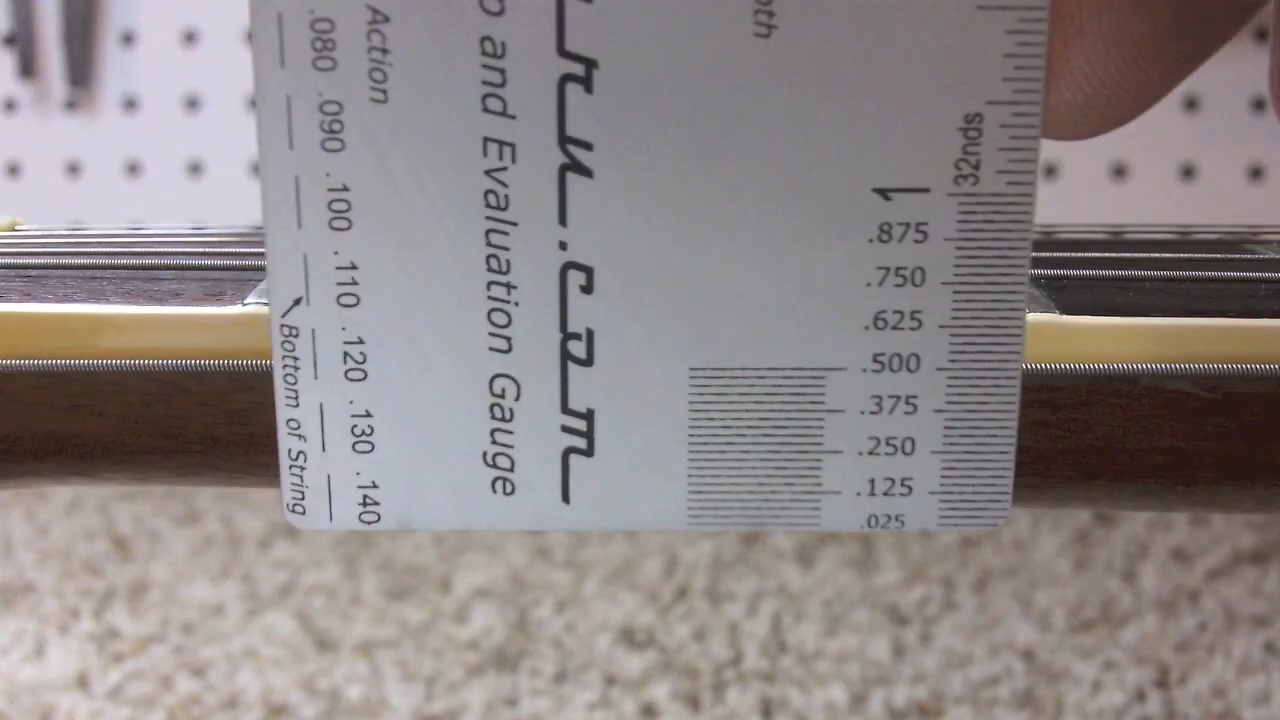 Action
.080 .090 .100 .110 .120 .130 .140
Bottom of String
and Evaluation Gauge
.com
32nds
1
.875
.750
.625
.500
.375
.250
.125
.025